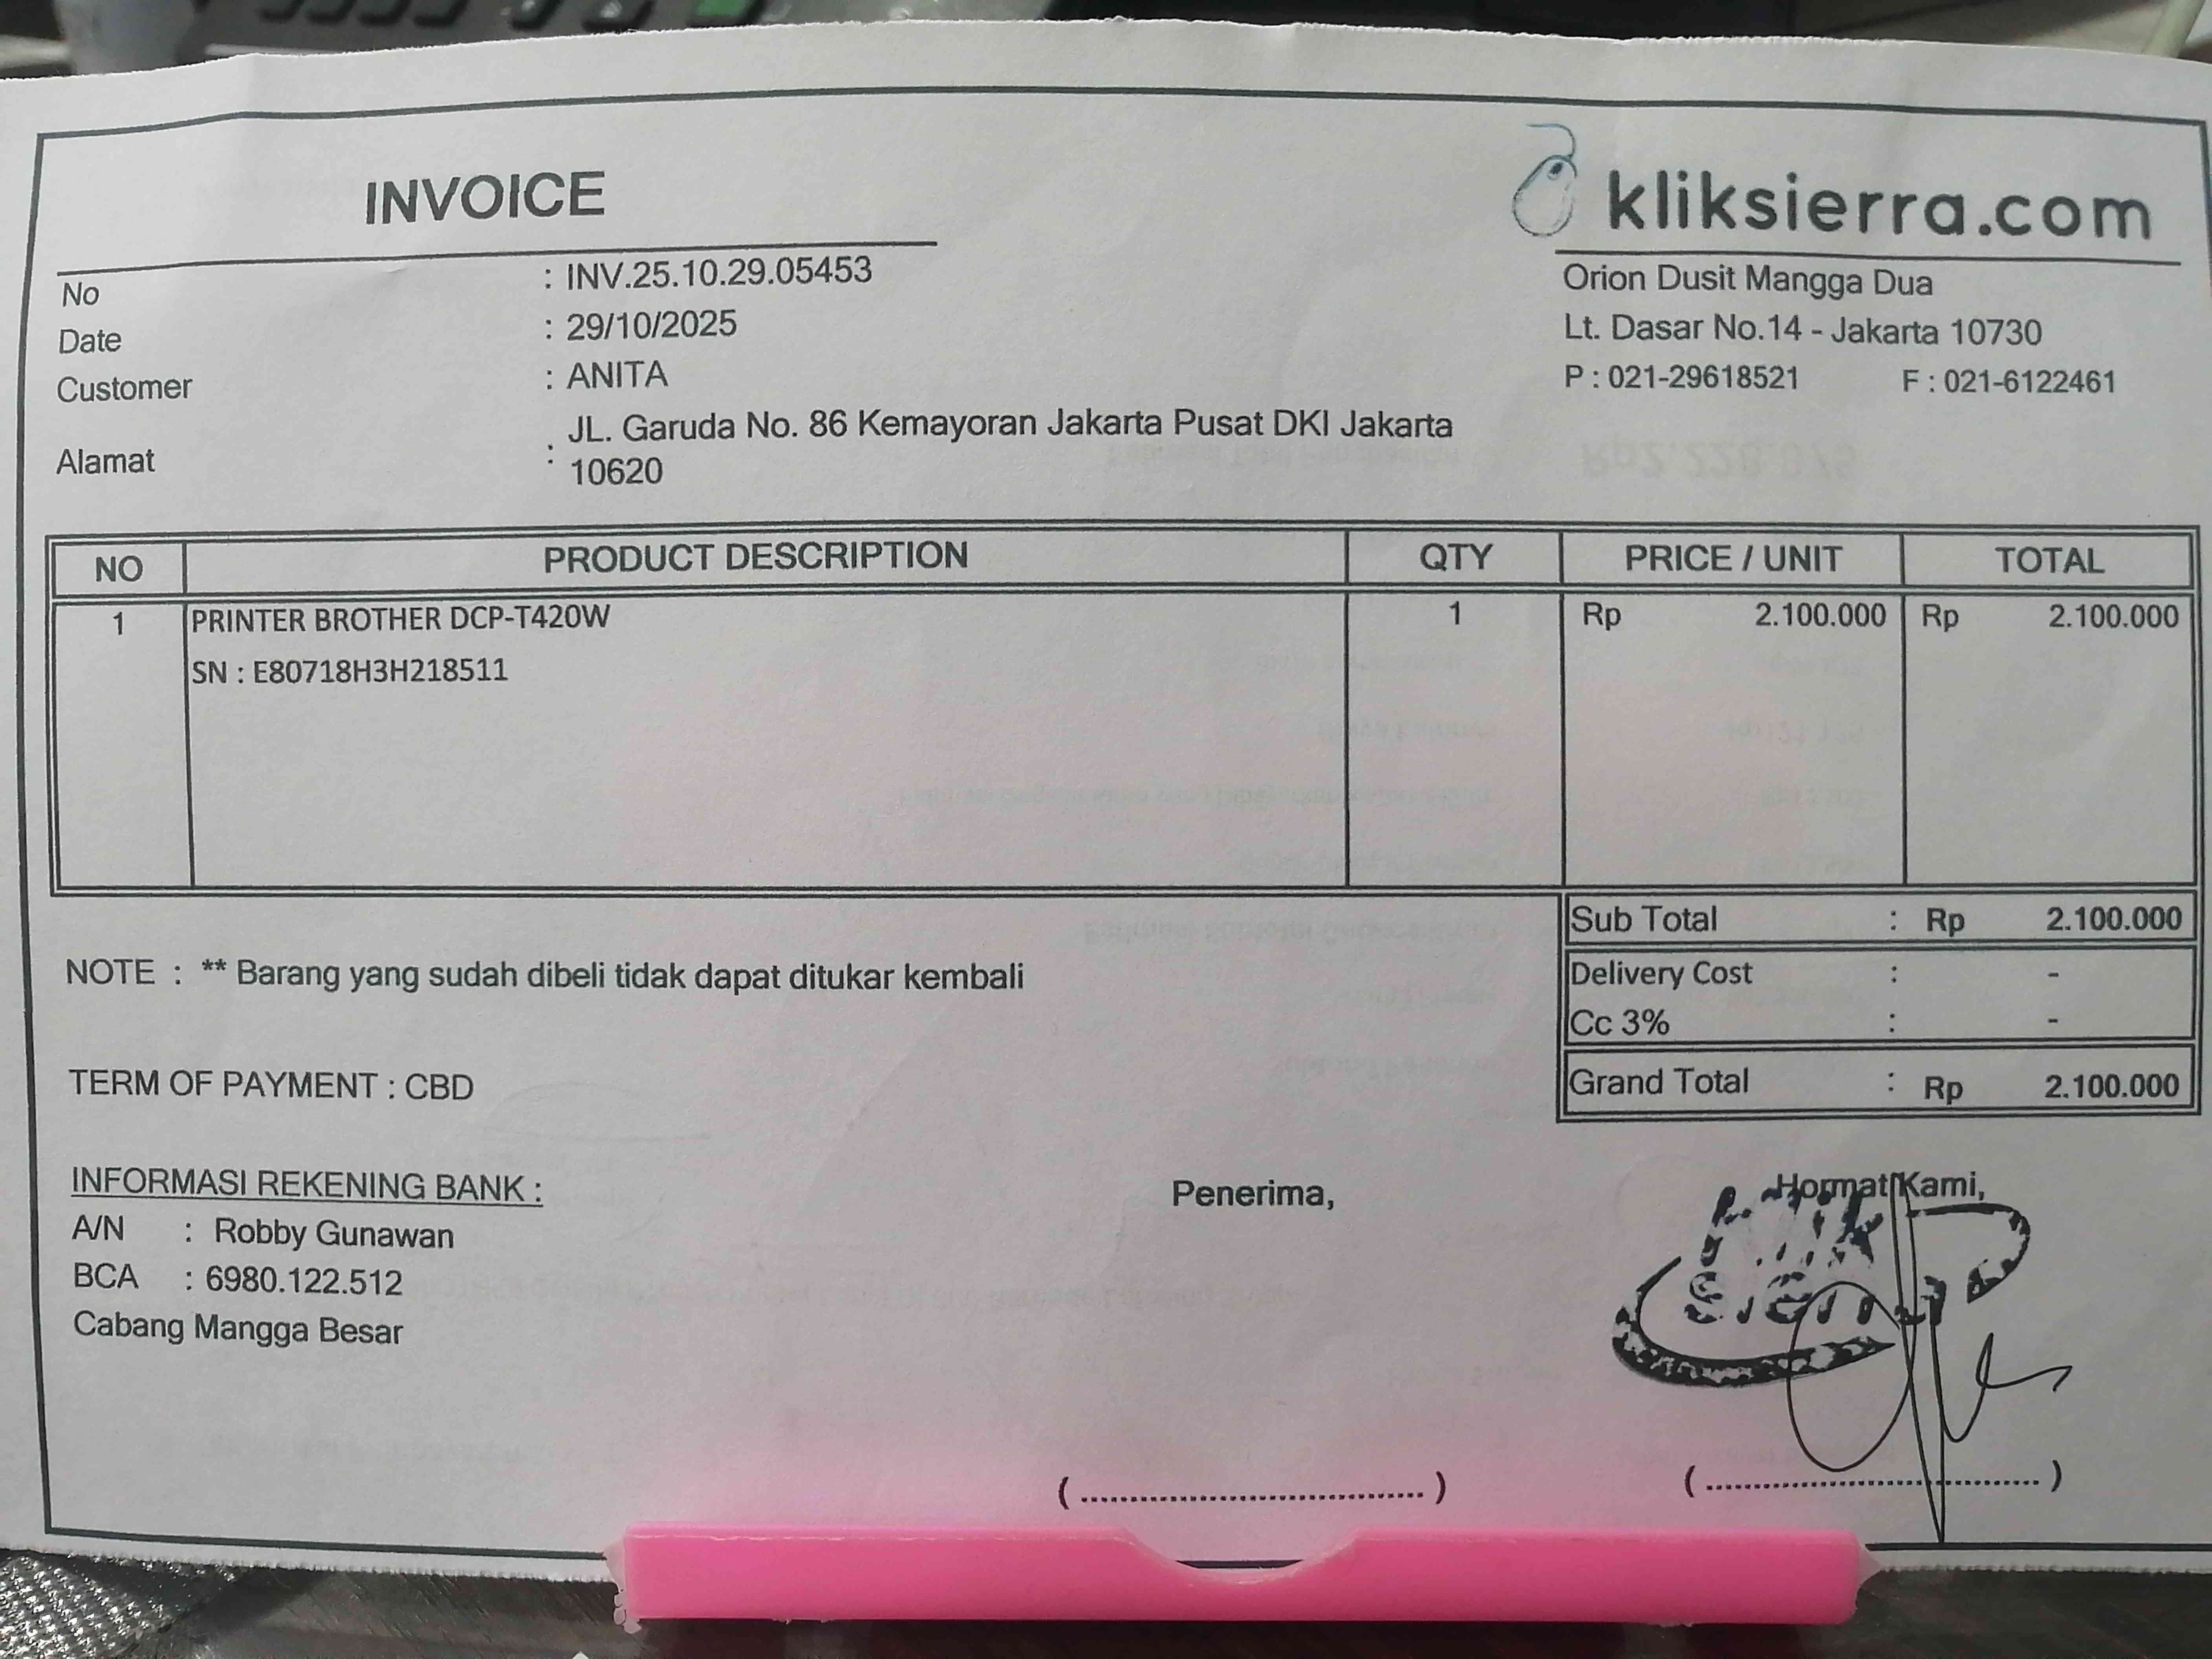 INVOICE
kliksierra.com
Orion Dusit Mangga Dua
Lt. Dasar No.14 - Jakarta 10730
P : 021-29618521 F : 021-6122461
No : INV.25.10.29.05453
Date : 29/10/2025
Customer : ANITA
Alamat : JL. Garuda No. 86 Kemayoran Jakarta Pusat DKI Jakarta
10620
NO PRODUCT DESCRIPTION QTY PRICE / UNIT TOTAL
1 PRINTER BROTHER DCP-T420W 1 Rp 2.100.000 Rp 2.100.000
SN : E80718H3H218511
Sub Total : Rp 2.100.000
Delivery Cost : -
Cc 3% : -
Grand Total : Rp 2.100.000
NOTE : ** Barang yang sudah dibeli tidak dapat ditukar kembali
TERM OF PAYMENT : CBD
INFORMASI REKENING BANK :
A/N : Robby Gunawan
BCA : 6980.122.512
Cabang Mangga Besar
Penerima,
Hormat Kami,
(....................................)
(....................................)